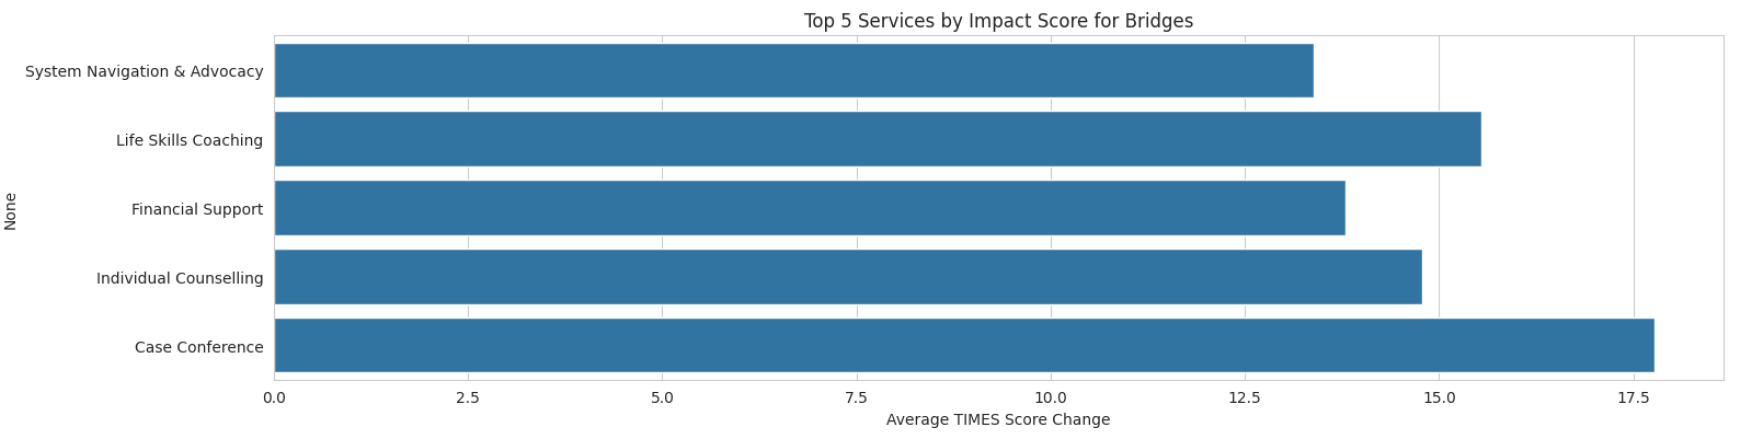 Top 5 Services by Impact Score for Bridges
System Navigation & Advocacy
Life Skills Coaching
Financial Support
Individual Counselling
Case Conference
None
0.0 2.5 5.0 7.5 10.0 12.5 15.0 17.5
Average TIMES Score Change